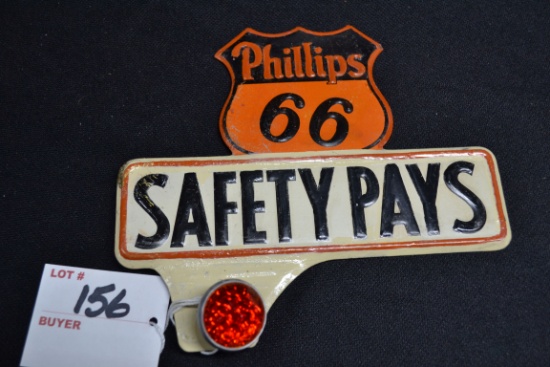 Phillips
66
SAFETY PAYS
LOT # 156
BUYER